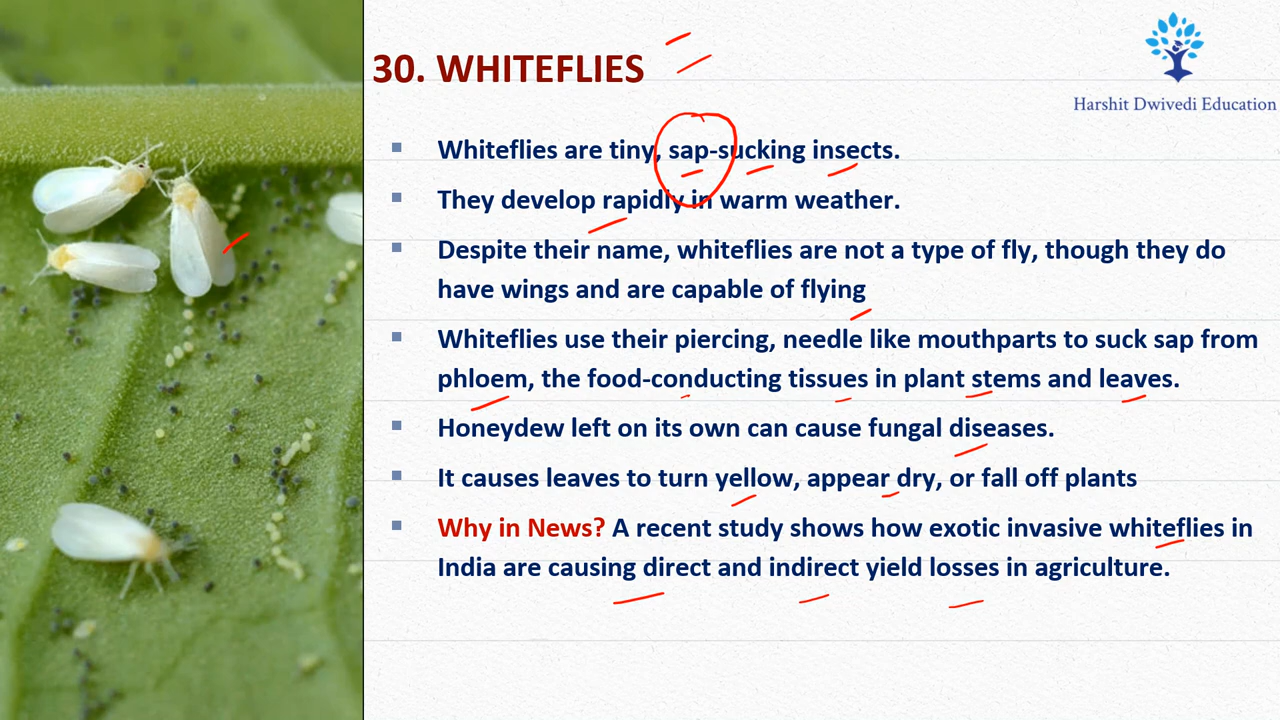 Harshit Dwivedi Education
30. WHITEFLIES
Whiteflies are tiny, sap-sucking insects.
They develop rapidly in warm weather.
Despite their name, whiteflies are not a type of fly, though they do
have wings and are capable of flying
Whiteflies use their piercing, needle like mouthparts to suck sap from
phloem, the food-conducting tissues in plant stems and leaves.
Honeydew left on its own can cause fungal diseases.
It causes leaves to turn yellow, appear dry, or fall off plants
Why in News? A recent study shows how exotic invasive whiteflies in
India are causing direct and indirect yield losses in agriculture.